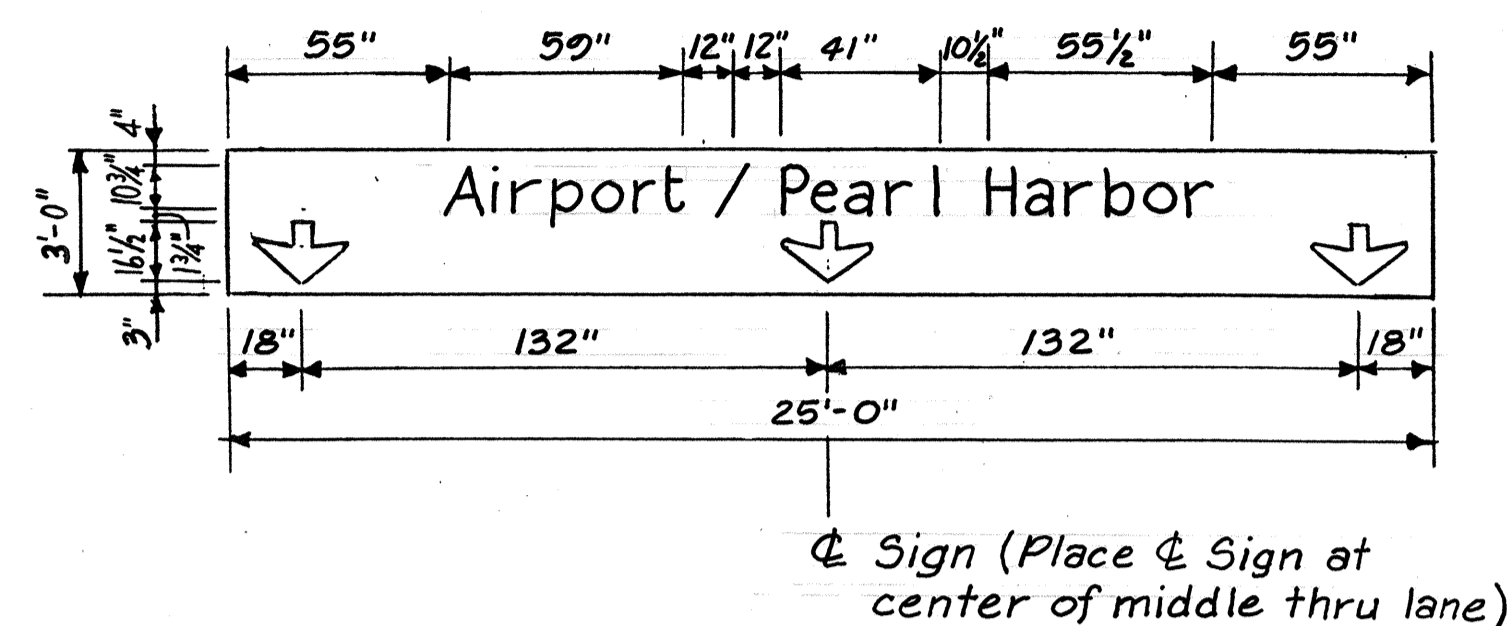 55" 59" 12" 12" 41" 10½" 55½" 55"
4"
10¾"
3'-0"
16½"
1¾"
3"
Airport / Pearl Harbor
18" 132" 132" 18"
25'-0"
℄ Sign (Place ℄ Sign at
center of middle thru lane)